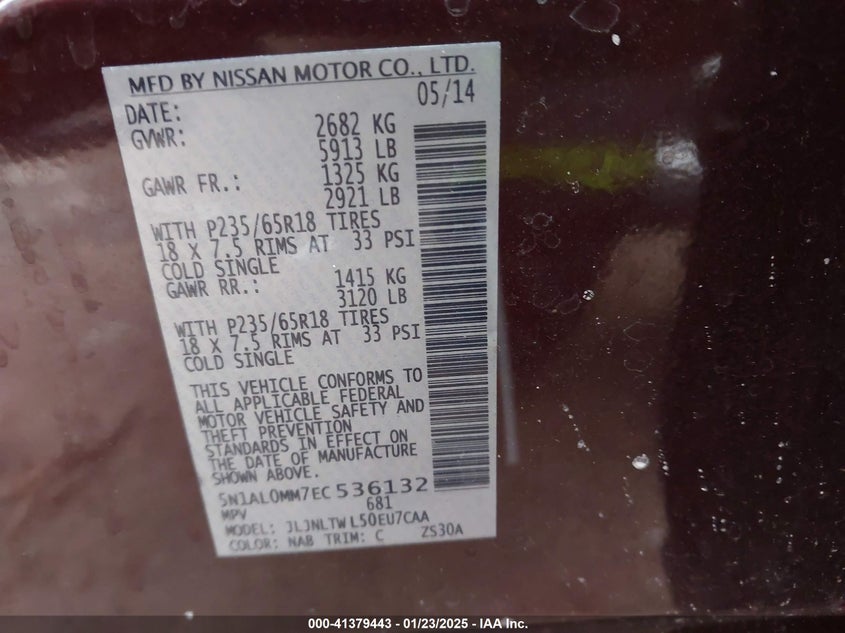 MFD BY NISSAN MOTOR CO., LTD.
DATE: 05/14
GVWR: 2682 KG
5913 LB
GAWR FR.: 1325 KG
2921 LB
WITH P235/65R18 TIRES
18 X 7.5 RIMS AT 33 PSI
COLD SINGLE
GAWR RR.: 1415 KG
3120 LB
WITH P235/65R18 TIRES
18 X 7.5 RIMS AT 33 PSI
COLD SINGLE
THIS VEHICLE CONFORMS TO
ALL APPLICABLE FEDERAL
MOTOR VEHICLE SAFETY AND
THEFT PREVENTION
STANDARDS IN EFFECT ON
THE DATE OF MANUFACTURE
SHOWN ABOVE.
5N1AL0MM7EC536132
MPV 681
MODEL: JLJNLTWL50EU7CAA
COLOR: NAB TRIM: C ZS30A
000-41379443 - 01/23/2025 - IAA Inc.